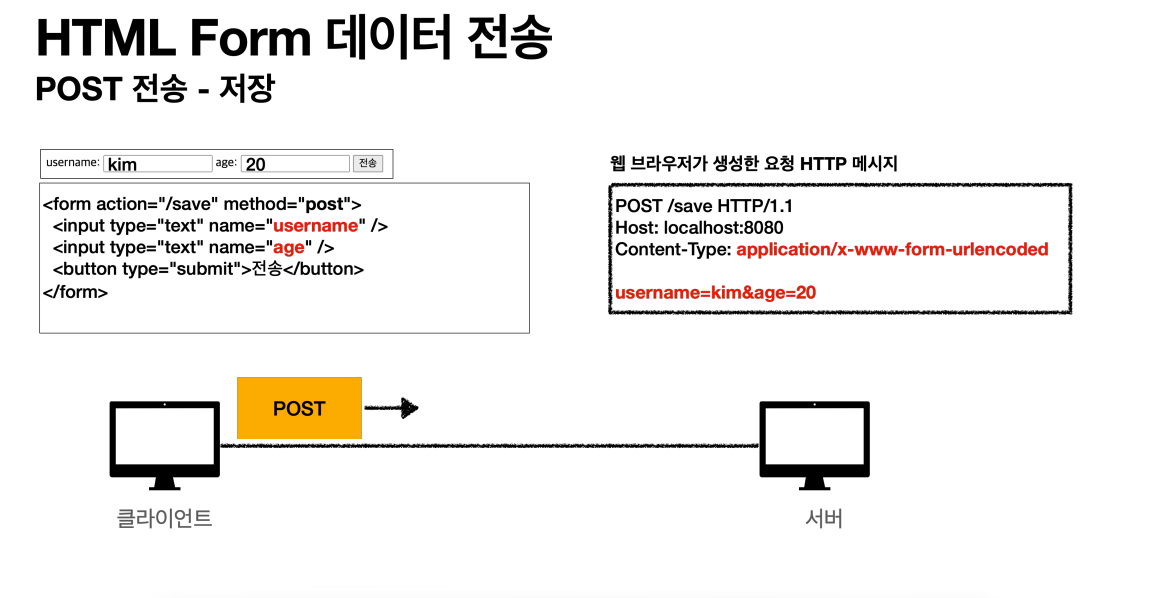 HTML Form 데이터 전송
POST 전송 - 저장
username: kim age: 20 전송
<form action="/save" method="post">
<input type="text" name="username" />
<input type="text" name="age" />
<button type="submit">전송</button>
</form>
웹 브라우저가 생성한 요청 HTTP 메시지
POST /save HTTP/1.1
Host: localhost:8080
Content-Type: application/x-www-form-urlencoded
username=kim&age=20
POST
클라이언트
서버